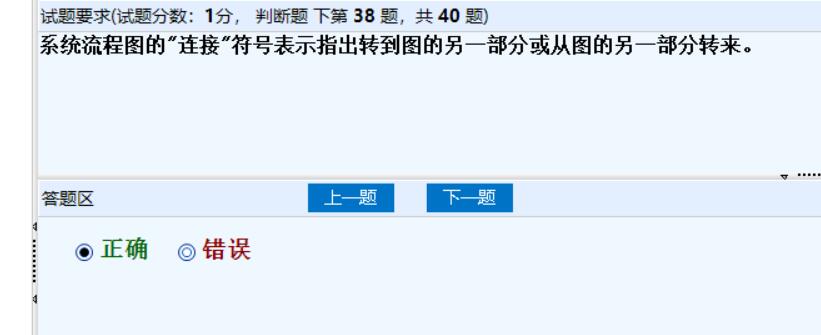 试题要求(试题分数：1分， 判断题 下第 38 题，共 40 题)
系统流程图的"连接"符号表示指出转到图的另一部分或从图的另一部分转来。
答题区 上一题 下一题
正确 错误